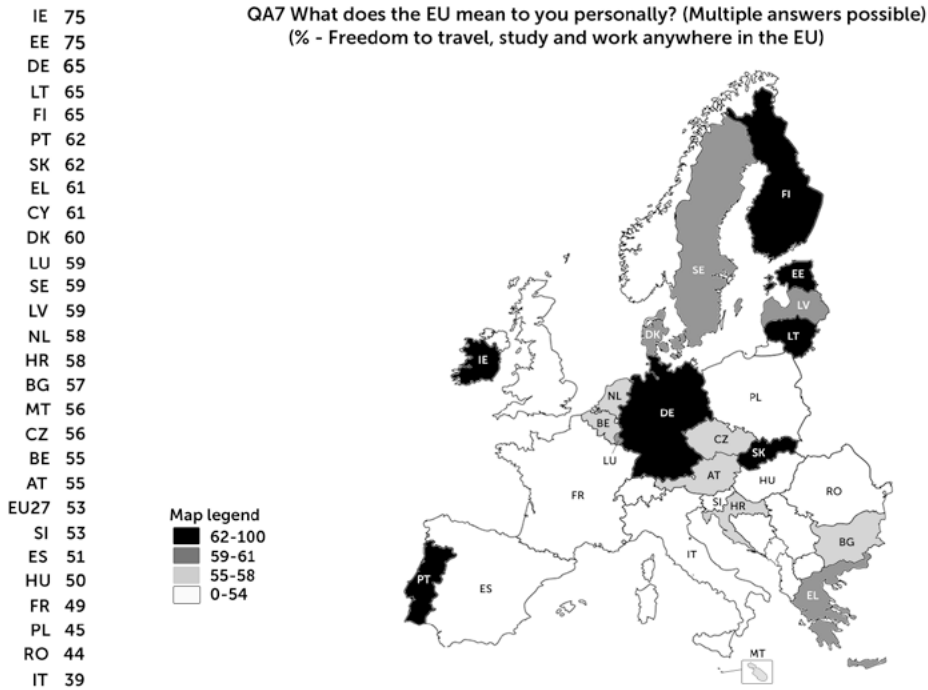 QA7 What does the EU mean to you personally? (Multiple answers possible)
(% - Freedom to travel, study and work anywhere in the EU)
IE 75
EE 75
DE 65
LT 65
FI 65
PT 62
SK 62
EL 61
CY 61
DK 60
LU 59
SE 59
LV 59
NL 58
HR 58
BG 57
MT 56
CZ 56
BE 55
AT 55
EU27 53
SI 53
ES 51
HU 50
FR 49
PL 45
RO 44
IT 39
Map legend
62-100
59-61
55-58
0-54
FI
SE
EE
LV
DK
LT
IE
NL
DE
PL
BE
CZ
LU
SK
AT
HU
FR
SI
HR
RO
BG
IT
PT
ES
EL
MT